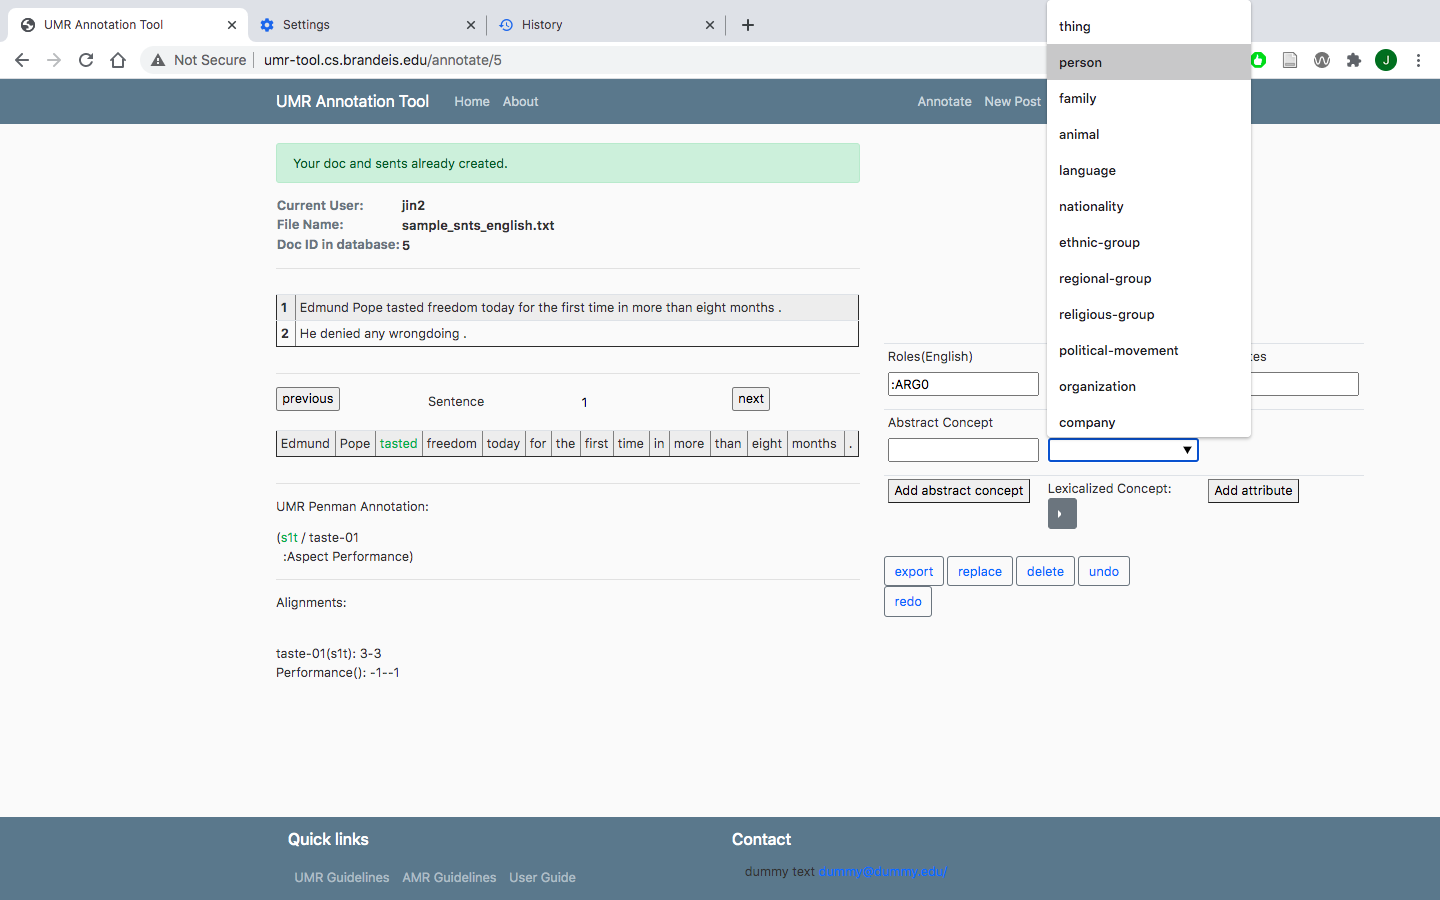 UMR Annotation Tool
Settings
History
Not Secure
umr-tool.cs.brandeis.edu/annotate/5
J
UMR Annotation Tool
Home
About
Annotate
New Post
Your doc and sents already created.
Current User: jin2
File Name: sample_snts_english.txt
Doc ID in database: 5
1 Edmund Pope tasted freedom today for the first time in more than eight months .
2 He denied any wrongdoing .
previous
Sentence
1
next
Edmund Pope tasted freedom today for the first time in more than eight months .
UMR Penman Annotation:
(s1t / taste-01
:Aspect Performance)
Alignments:
taste-01(s1t): 3-3
Performance(): -1--1
thing
person
family
animal
language
nationality
ethnic-group
regional-group
religious-group
political-movement
organization
company
Roles(English)
:ARG0
Abstract Concept
Add abstract concept
Lexicalized Concept:
Add attribute
export
replace
delete
undo
redo
Quick links
UMR Guidelines
AMR Guidelines
User Guide
Contact
dummy text dummy@dummy.edu/